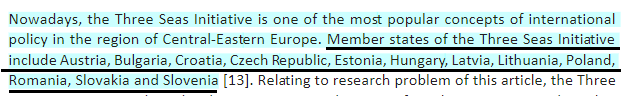 Nowadays, the Three Seas Initiative is one of the most popular concepts of international
policy in the region of Central-Eastern Europe. Member states of the Three Seas Initiative
include Austria, Bulgaria, Croatia, Czech Republic, Estonia, Hungary, Latvia, Lithuania, Poland,
Romania, Slovakia and Slovenia [13]. Relating to research problem of this article, the Three